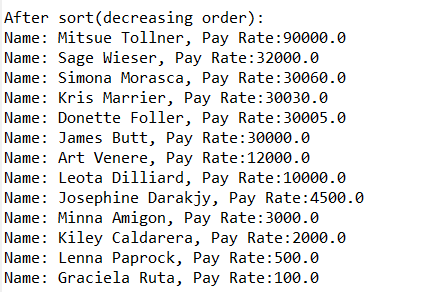 After sort(decreasing order):
Name: Mitsue Tollner, Pay Rate:90000.0
Name: Sage Wieser, Pay Rate:32000.0
Name: Simona Morasca, Pay Rate:30060.0
Name: Kris Marrier, Pay Rate:30030.0
Name: Donette Foller, Pay Rate:30005.0
Name: James Butt, Pay Rate:30000.0
Name: Art Venere, Pay Rate:12000.0
Name: Leota Dilliard, Pay Rate:10000.0
Name: Josephine Darakjy, Pay Rate:4500.0
Name: Minna Amigon, Pay Rate:3000.0
Name: Kiley Caldarera, Pay Rate:2000.0
Name: Lenna Paprock, Pay Rate:500.0
Name: Graciela Ruta, Pay Rate:100.0